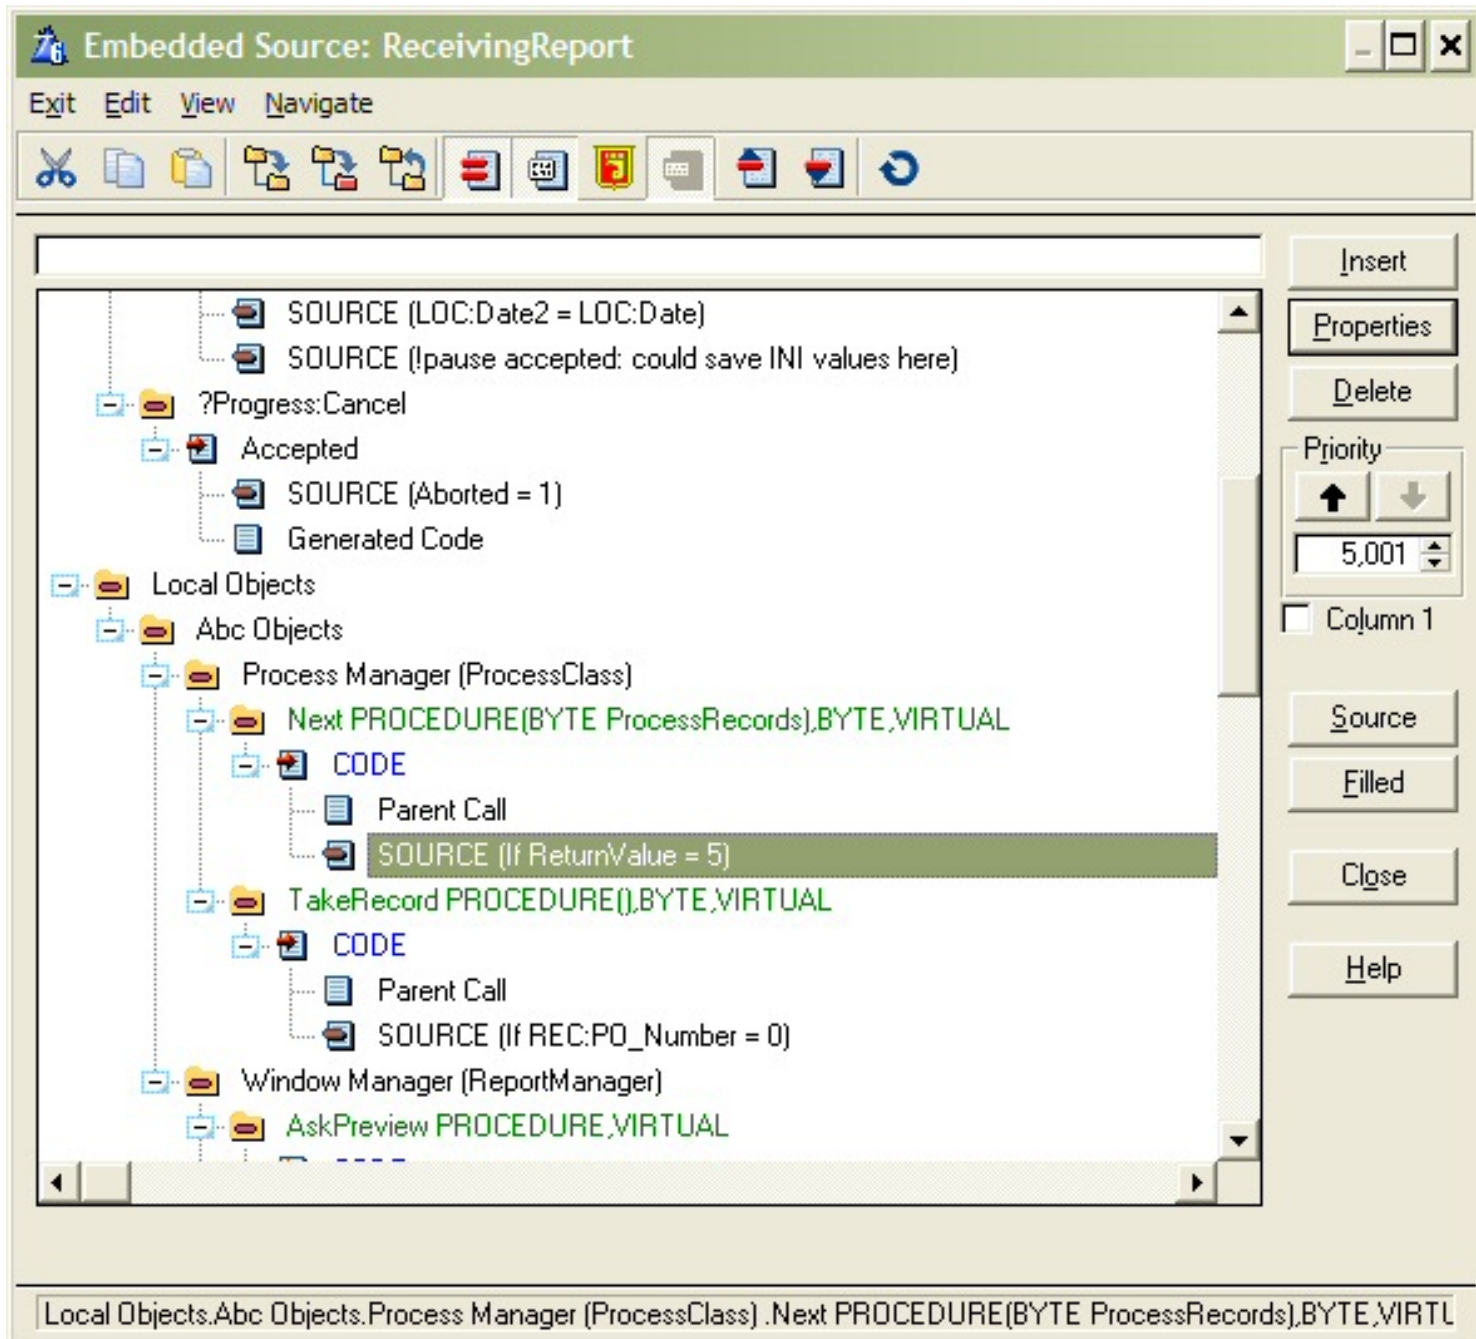 Embedded Source: ReceivingReport
Exit Edit View Navigate
Insert
SOURCE (LOC:Date2 = LOC:Date)
Properties
SOURCE (!pause accepted: could save INI values here)
Delete
?Progress:Cancel
Accepted
Priority
SOURCE (Aborted = 1)
Generated Code
5,001
Local Objects
Column 1
Abc Objects
Process Manager (ProcessClass)
Next PROCEDURE(BYTE ProcessRecords),BYTE,VIRTUAL
Source
CODE
Filled
Parent Call
SOURCE (If ReturnValue = 5)
Close
TakeRecord PROCEDURE(),BYTE,VIRTUAL
CODE
Help
Parent Call
SOURCE (If REC:PO_Number = 0)
Window Manager (ReportManager)
AskPreview PROCEDURE,VIRTUAL
Local Objects.Abc Objects.Process Manager (ProcessClass) .Next PROCEDURE(BYTE ProcessRecords),BYTE,VIRTU